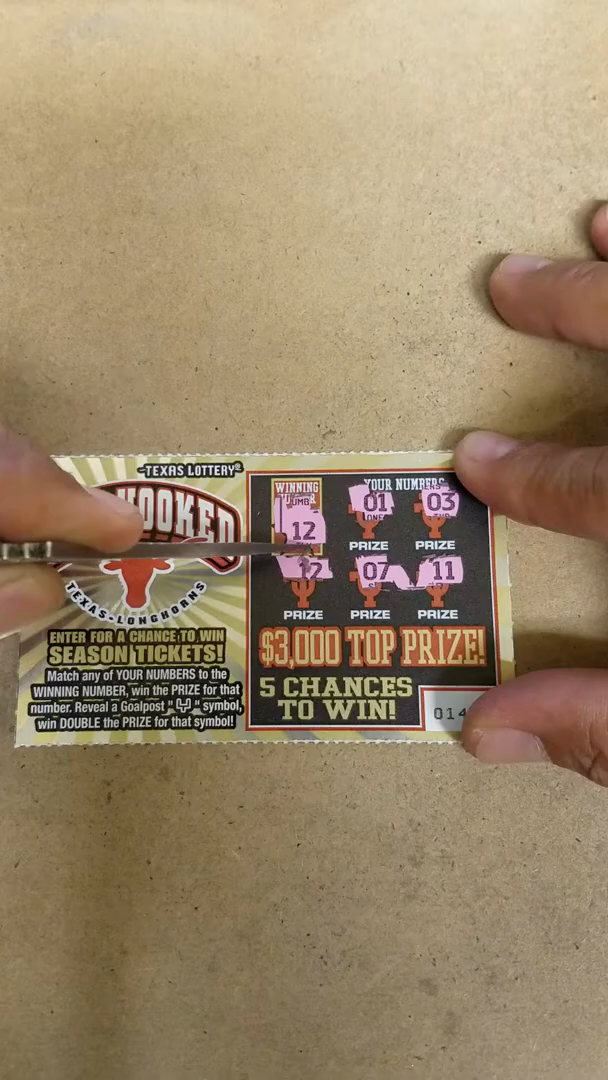 TEXAS LOTTERY®
HOOKED
TEXAS-LONGHORNS
ENTER FOR A CHANCE TO WIN
SEASON TICKETS!
Match any of YOUR NUMBERS to the
WINNING NUMBER, win the PRIZE for that
number. Reveal a Goalpost " " symbol,
win DOUBLE the PRIZE for that symbol!
WINNING
UMB
12
YOUR NUMBERS
01
ONE
03
PRIZE
PRIZE
12
07
11
PRIZE
PRIZE
PRIZE
$3,000 TOP PRIZE!
5 CHANCES
TO WIN!
014